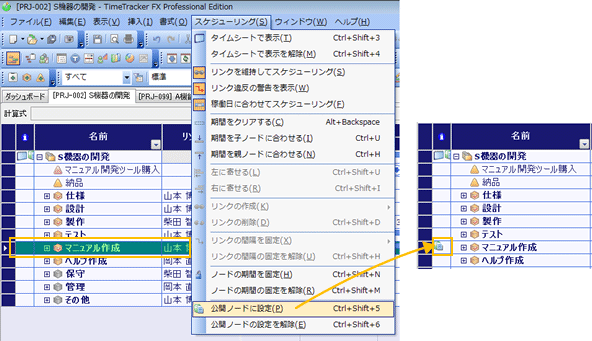 [PRJ-002] S機器の開発 - TimeTracker FX Professional Edition
ファイル(F) 編集(E) 表示(V) 挿入(I) 書式(O) スケジューリング(S) ウィンドウ(W) ヘルプ(H)
すべて 標準
ダッシュボード [PRJ-002] S機器の開発 [PRJ-099] A機
計算式
名前
S機器の開発
マニュアル開発ツール購入
納品
仕様 山本 博
設計 山本 博
製作 柴田 智
テスト 山本 博
マニュアル作成
ヘルプ作成 岡本 直
保守 柴田 智
管理 岡本 直
その他 山本 博
タイムシートで表示(T) Ctrl+Shift+3
タイムシートで表示を解除(M) Ctrl+Shift+4
リンクを維持してスケジューリング(S)
リンク違反の警告を表示(W)
稼働日に合わせてスケジューリング(F)
期間をクリアする(C) Alt+Backspace
期間を子ノードに合わせる(I) Ctrl+U
期間を親ノードに合わせる(N) Ctrl+H
左に寄せる(L) Ctrl+Shift+U
右に寄せる(R) Ctrl+Shift+I
リンクの作成(K)
リンクの削除(D) Ctrl+Shift+D
リンクの間隔を固定(X)
リンクの間隔の固定を解除(U) Ctrl+Shift+H
ノードの期間を固定(H) Ctrl+Shift+N
ノードの期間の固定を解除(R) Ctrl+Shift+M
公開ノードに設定(P) Ctrl+Shift+5
公開ノードの設定を解除(E) Ctrl+Shift+6
名前
S機器の開発
マニュアル開発ツール購入
納品
仕様
設計
製作
テスト
マニュアル作成
ヘルプ作成